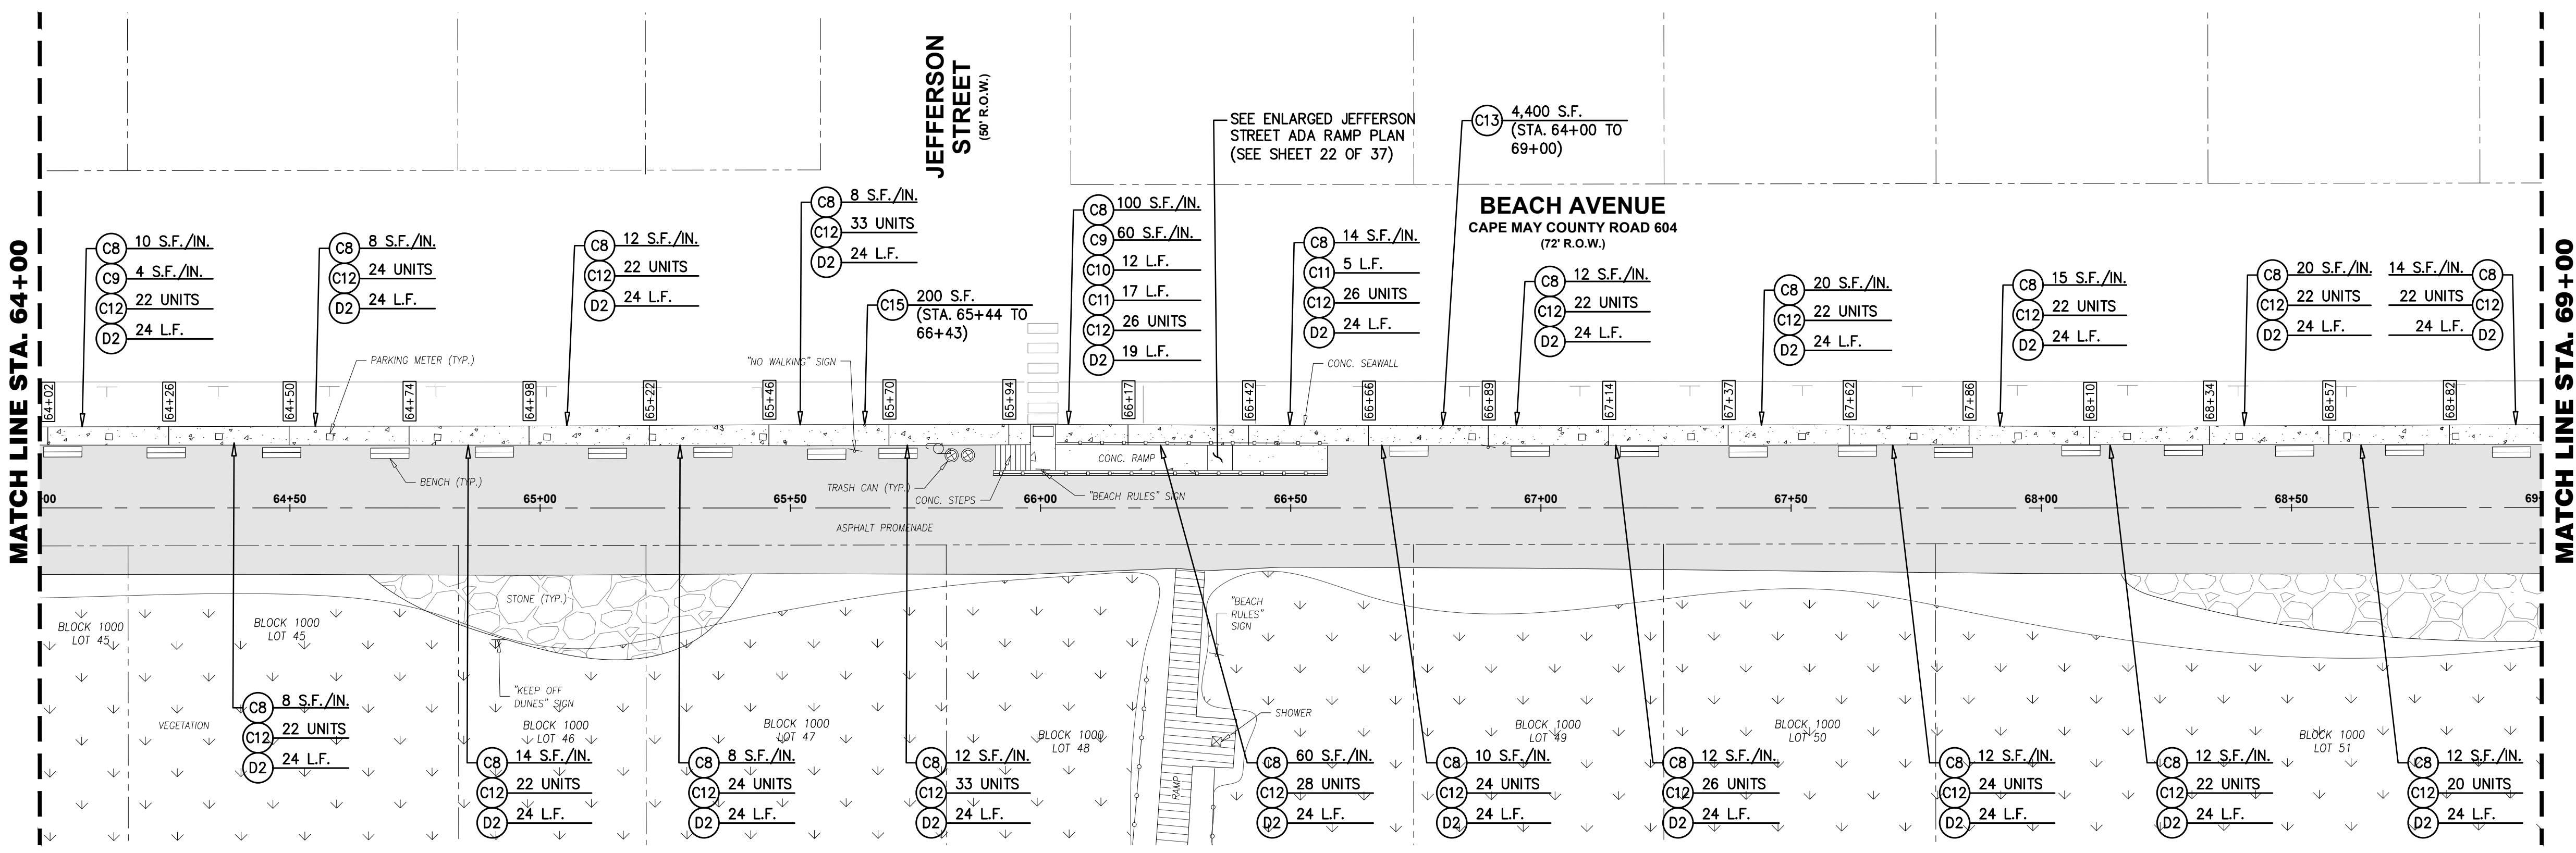 MATCH LINE STA. 64+00
JEFFERSON
STREET
(50' R.O.W.)
SEE ENLARGED JEFFERSON
STREET ADA RAMP PLAN
(SEE SHEET 22 OF 37)
C13 4,400 S.F.
(STA. 64+00 TO
69+00)
BEACH AVENUE
CAPE MAY COUNTY ROAD 604
(72' R.O.W.)
MATCH LINE STA. 69+00
C8 10 S.F./IN.
C9 4 S.F./IN.
C12 22 UNITS
D2 24 L.F.
C8 8 S.F./IN.
C12 24 UNITS
D2 24 L.F.
C8 12 S.F./IN.
C12 22 UNITS
D2 24 L.F.
C8 8 S.F./IN.
C12 33 UNITS
D2 24 L.F.
C15 200 S.F.
(STA. 65+44 TO
66+43)
C8 100 S.F./IN.
C9 60 S.F./IN.
C10 12 L.F.
C11 17 L.F.
C12 26 UNITS
D2 19 L.F.
C8 14 S.F./IN.
C11 5 L.F.
C12 26 UNITS
D2 24 L.F.
C8 12 S.F./IN.
C12 22 UNITS
D2 24 L.F.
C8 20 S.F./IN.
C12 22 UNITS
D2 24 L.F.
C8 15 S.F./IN.
C12 22 UNITS
D2 24 L.F.
C8 20 S.F./IN.
C12 22 UNITS
D2 24 L.F.
14 S.F./IN. C8
22 UNITS C12
24 L.F. D2
PARKING METER (TYP.)
"NO WALKING" SIGN
CONC. SEAWALL
64+02
64+26
64+50
64+74
64+98
65+22
65+46
65+70
65+94
66+17
66+42
66+66
66+89
67+14
67+37
67+62
67+86
68+10
68+34
68+57
68+82
CONC. RAMP
BENCH (TYP.)
TRASH CAN (TYP.)
CONC. STEPS
"BEACH RULES" SIGN
00
64+50
65+00
65+50
66+00
66+50
67+00
67+50
68+00
68+50
69+
ASPHALT PROMENADE
STONE (TYP.)
"BEACH
RULES"
SIGN
BLOCK 1000
LOT 45
BLOCK 1000
LOT 45
"KEEP OFF
DUNES" SIGN
VEGETATION
BLOCK 1000
LOT 46
BLOCK 1000
LOT 47
BLOCK 1000
LOT 48
SHOWER
RAMP
BLOCK 1000
LOT 49
BLOCK 1000
LOT 50
BLOCK 1000
LOT 51
C8 8 S.F./IN.
C12 22 UNITS
D2 24 L.F.
C8 14 S.F./IN.
C12 22 UNITS
D2 24 L.F.
C8 8 S.F./IN.
C12 24 UNITS
D2 24 L.F.
C8 12 S.F./IN.
C12 33 UNITS
D2 24 L.F.
C8 60 S.F./IN.
C12 28 UNITS
D2 24 L.F.
C8 10 S.F./IN.
C12 24 UNITS
D2 24 L.F.
C8 12 S.F./IN.
C12 26 UNITS
D2 24 L.F.
C8 12 S.F./IN.
C12 24 UNITS
D2 24 L.F.
C8 12 S.F./IN.
C12 22 UNITS
D2 24 L.F.
C8 12 S.F./IN.
C12 20 UNITS
D2 24 L.F.